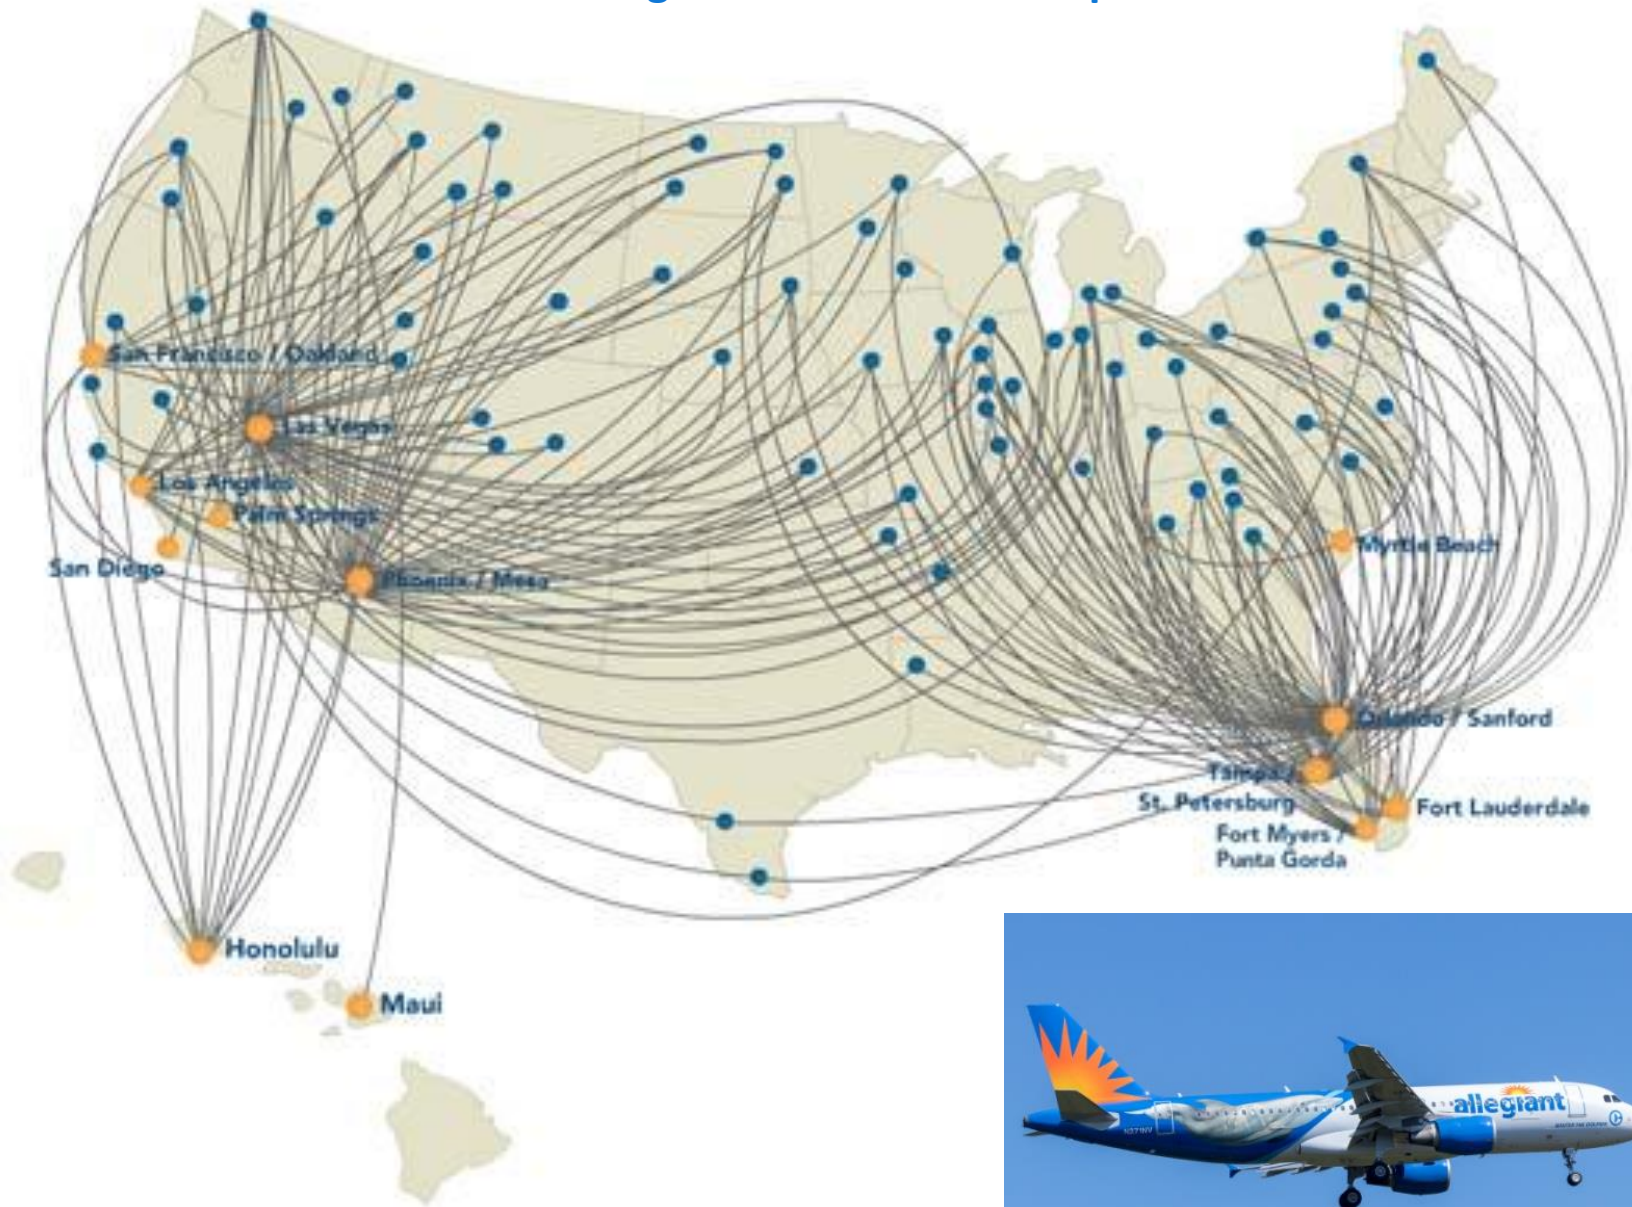 San Francisco / Oakland
Las Vegas
Los Angeles
Palm Springs
San Diego
Phoenix / Mesa
Myrtle Beach
Orlando / Sanford
Tampa /
St. Petersburg
Fort Lauderdale
Fort Myers /
Punta Gorda
Honolulu
Maui
allegiant